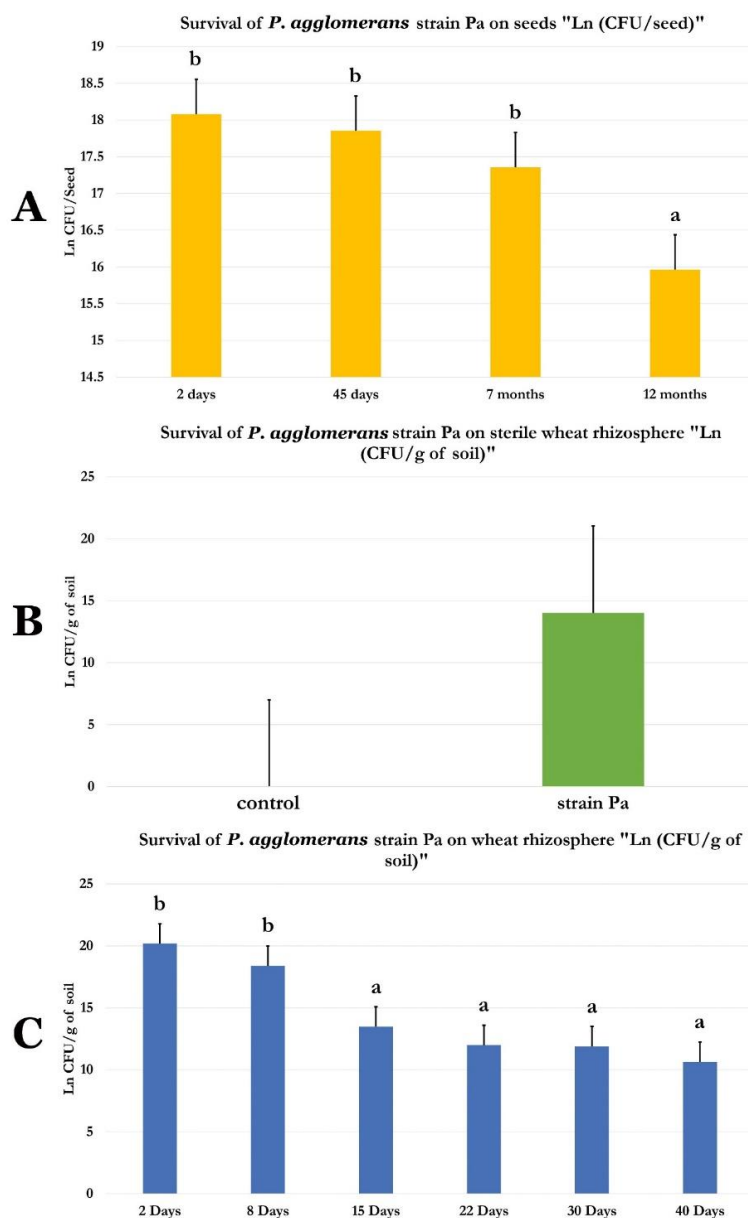 Survival of P. agglomerans strain Pa on seeds "Ln (CFU/seed)"
19
18.5
18
17.5
17
16.5
16
15.5
15
14.5
Ln CFU/Seed
A
b
b
b
a
2 days 45 days 7 months 12 months
Survival of P. agglomerans strain Pa on sterile wheat rhizosphere "Ln
(CFU/g of soil)"
25
20
15
10
5
0
Ln CFU/g of soil
B
control strain Pa
Survival of P. agglomerans strain Pa on wheat rhizosphere "Ln (CFU/g of
soil)"
25
20
15
10
5
0
Ln CFU/g of soil
C
b
b
a
a
a
a
2 Days 8 Days 15 Days 22 Days 30 Days 40 Days